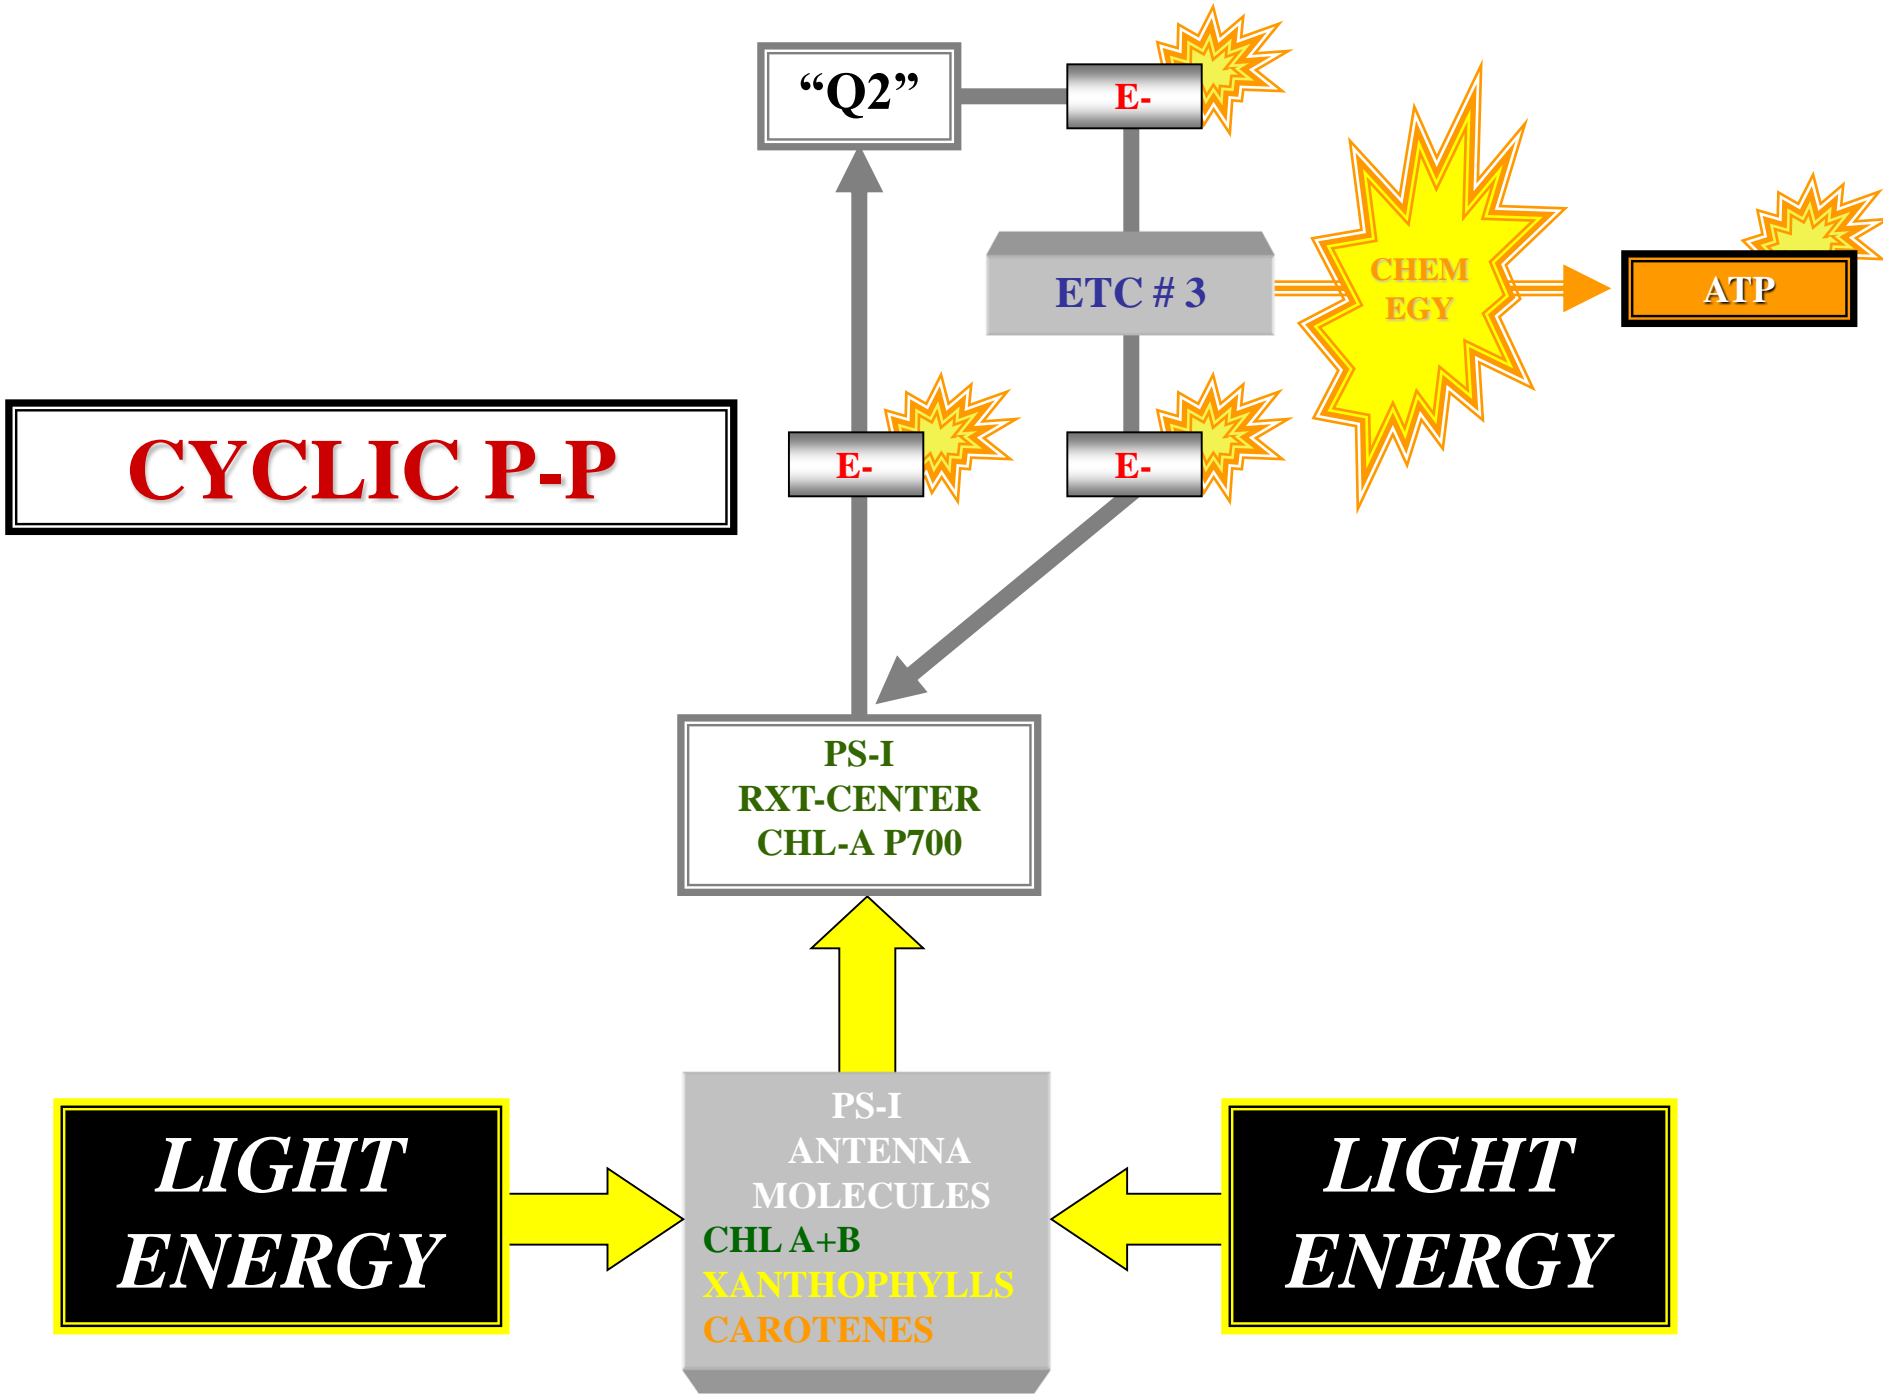 “Q2”
E-
ETC # 3
CHEM
EGY
ATP
CYCLIC P-P
E-
E-
PS-I
RXT-CENTER
CHL-A P700
LIGHT
ENERGY
PS-I
ANTENNA
MOLECULES
CHL A+B
XANTHOPHYLLS
CAROTENES
LIGHT
ENERGY